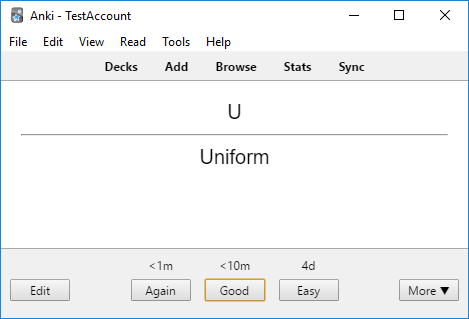 Anki - TestAccount
File Edit View Read Tools Help
Decks Add Browse Stats Sync
U
Uniform
<1m <10m 4d
Edit Again Good Easy More ▼